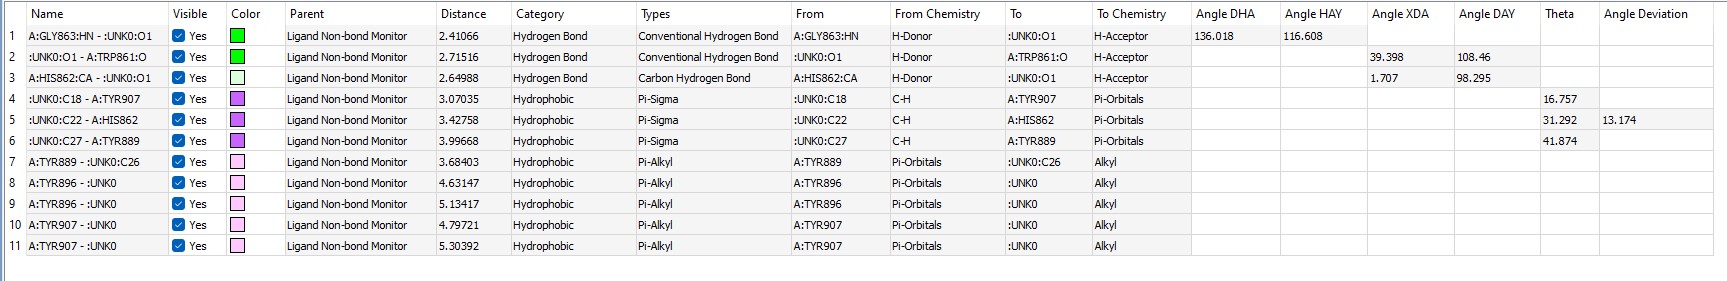 Name Visible Color Parent Distance Category Types From From Chemistry To To Chemistry Angle DHA Angle HAY Angle XDA Angle DAY Theta Angle Deviation
1 A:GLY863:HN - :UNK0:O1 Yes Ligand Non-bond Monitor 2.41066 Hydrogen Bond Conventional Hydrogen Bond A:GLY863:HN H-Donor :UNK0:O1 H-Acceptor 136.018 116.608
2 :UNK0:O1 - A:TRP861:O Yes Ligand Non-bond Monitor 2.71516 Hydrogen Bond Conventional Hydrogen Bond :UNK0:O1 H-Donor A:TRP861:O H-Acceptor 39.398 108.46
3 A:HIS862:CA - :UNK0:O1 Yes Ligand Non-bond Monitor 2.64988 Hydrogen Bond Carbon Hydrogen Bond A:HIS862:CA H-Donor :UNK0:O1 H-Acceptor 1.707 98.295
4 :UNK0:C18 - A:TYR907 Yes Ligand Non-bond Monitor 3.07035 Hydrophobic Pi-Sigma :UNK0:C18 C-H A:TYR907 Pi-Orbitals 16.757
5 :UNK0:C22 - A:HIS862 Yes Ligand Non-bond Monitor 3.42758 Hydrophobic Pi-Sigma :UNK0:C22 C-H A:HIS862 Pi-Orbitals 31.292 13.174
6 :UNK0:C27 - A:TYR889 Yes Ligand Non-bond Monitor 3.99668 Hydrophobic Pi-Sigma :UNK0:C27 C-H A:TYR889 Pi-Orbitals 41.874
7 A:TYR889 - :UNK0:C26 Yes Ligand Non-bond Monitor 3.68403 Hydrophobic Pi-Alkyl A:TYR889 Pi-Orbitals :UNK0:C26 Alkyl
8 A:TYR896 - :UNK0 Yes Ligand Non-bond Monitor 4.63147 Hydrophobic Pi-Alkyl A:TYR896 Pi-Orbitals :UNK0 Alkyl
9 A:TYR896 - :UNK0 Yes Ligand Non-bond Monitor 5.13417 Hydrophobic Pi-Alkyl A:TYR896 Pi-Orbitals :UNK0 Alkyl
10 A:TYR907 - :UNK0 Yes Ligand Non-bond Monitor 4.79721 Hydrophobic Pi-Alkyl A:TYR907 Pi-Orbitals :UNK0 Alkyl
11 A:TYR907 - :UNK0 Yes Ligand Non-bond Monitor 5.30392 Hydrophobic Pi-Alkyl A:TYR907 Pi-Orbitals :UNK0 Alkyl